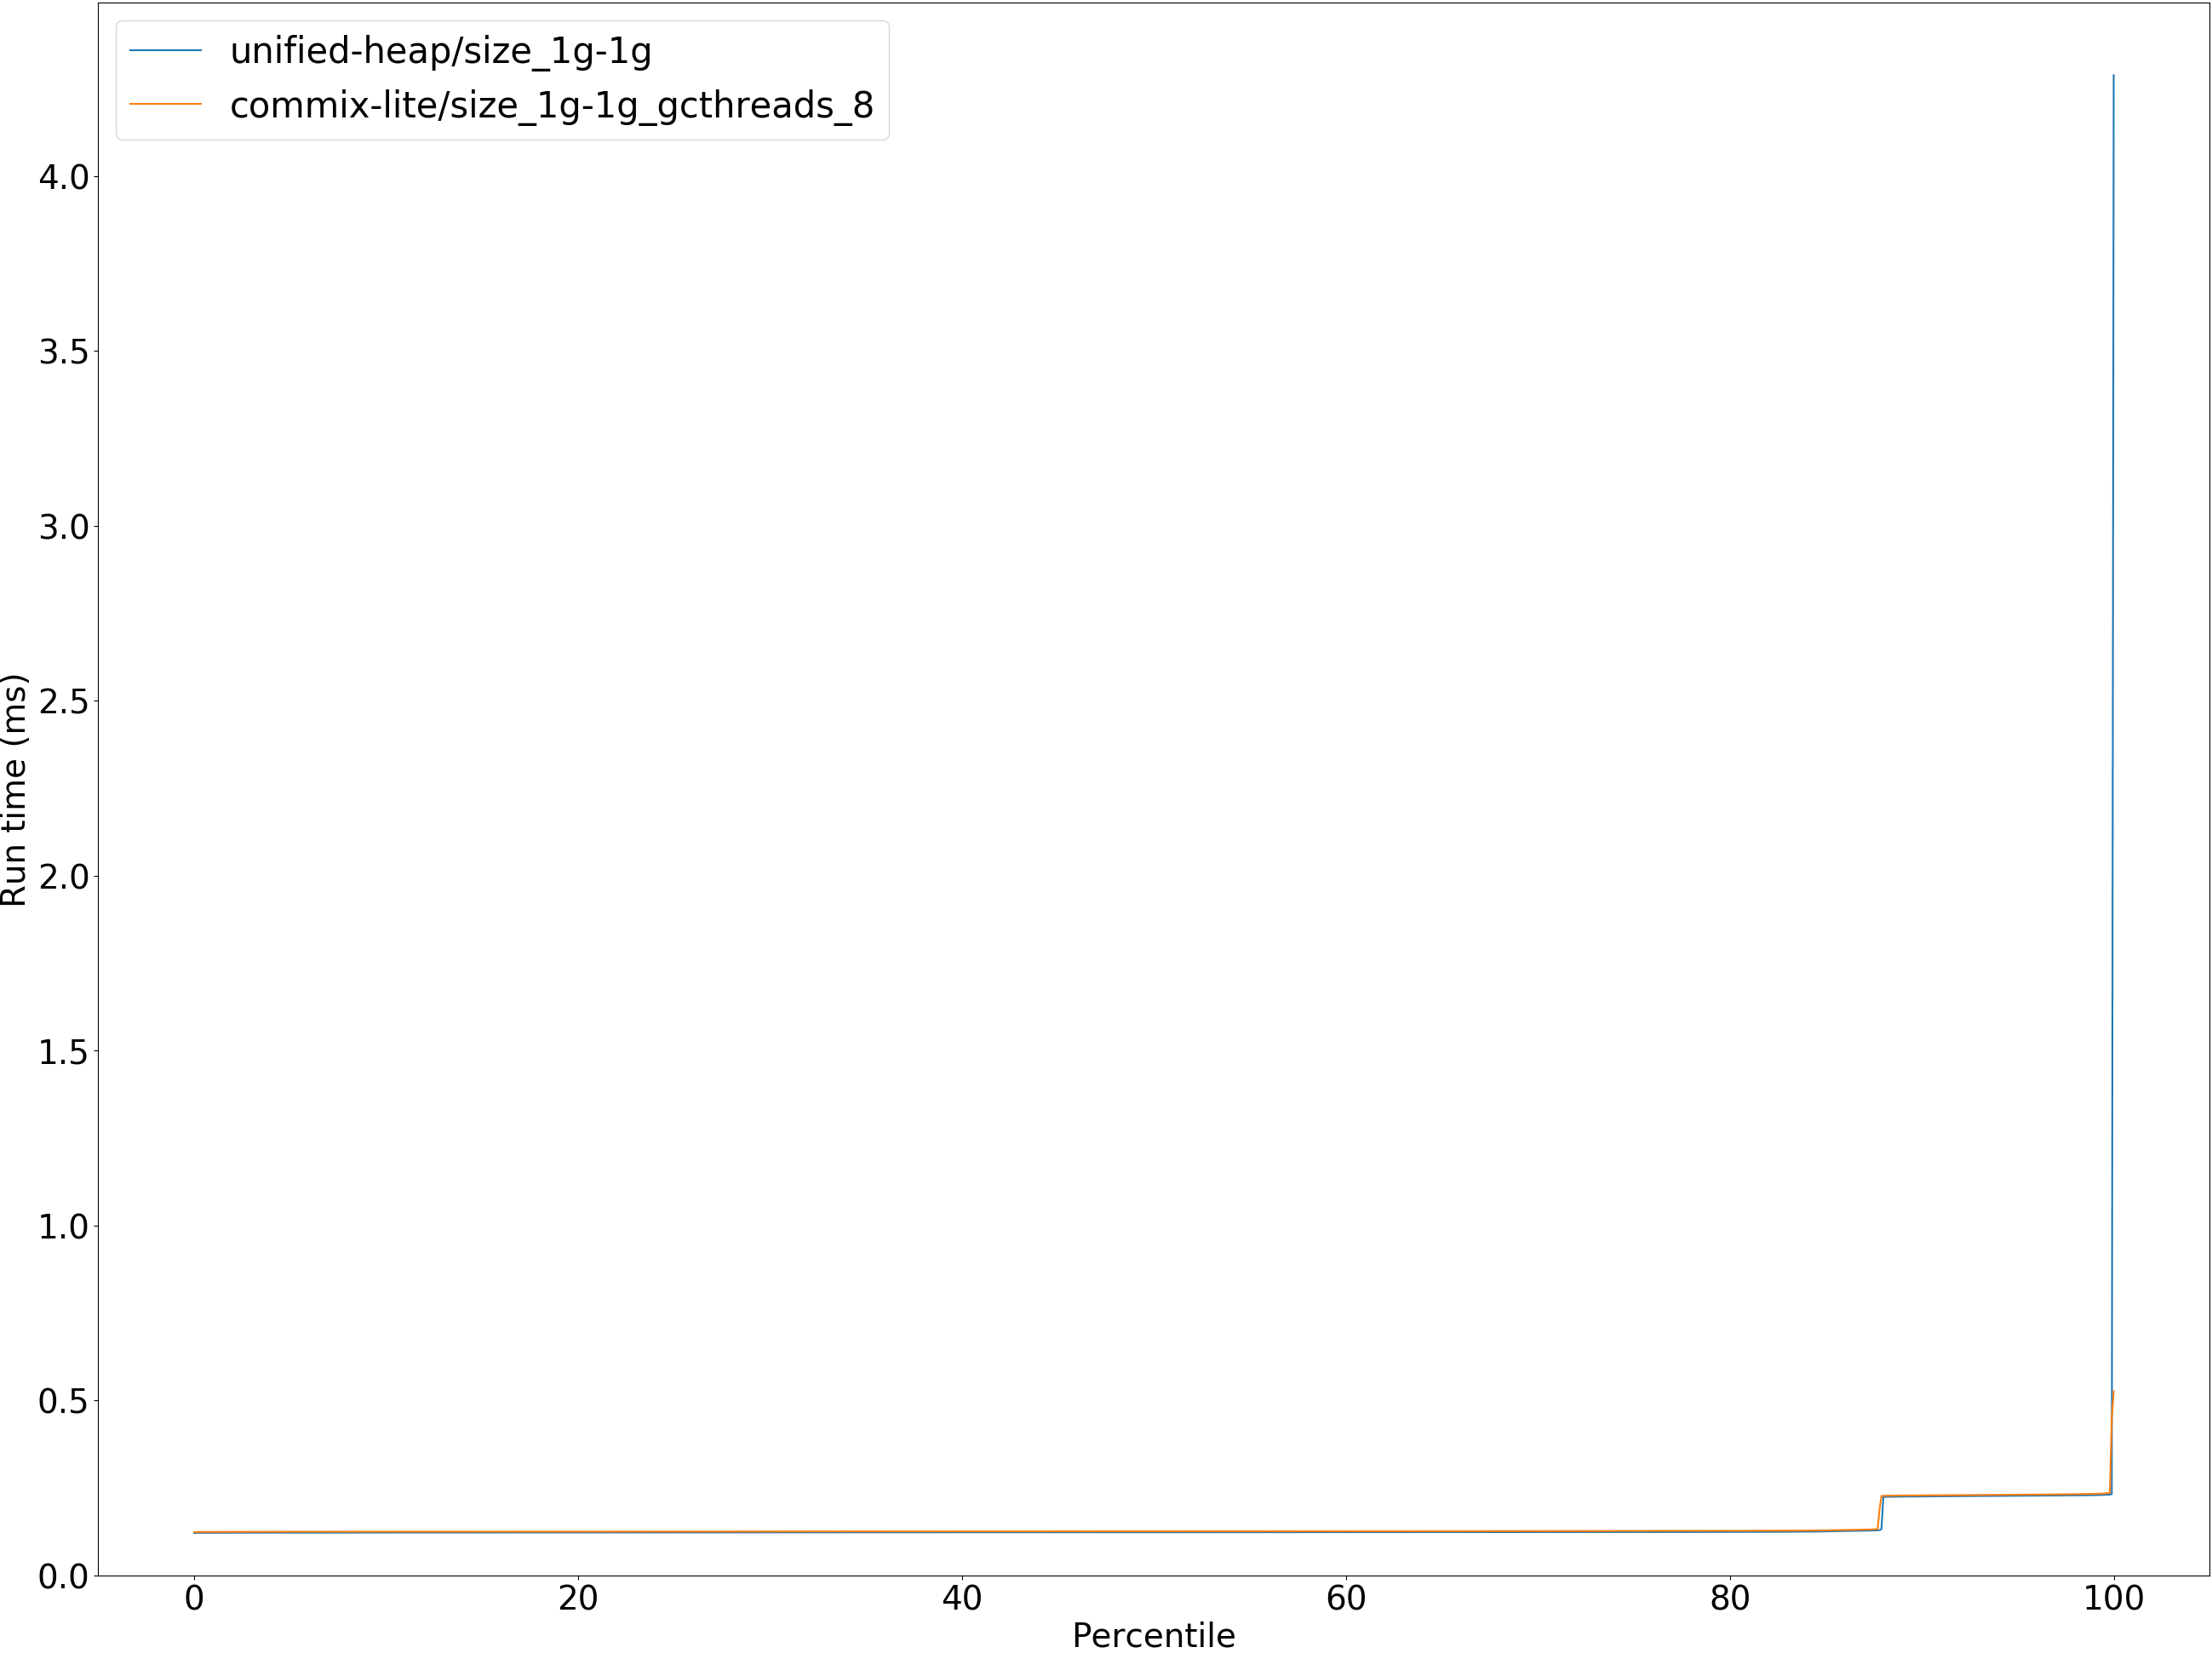 unified-heap/size_1g-1g
commix-lite/size_1g-1g_gcthreads_8
4.0
3.5
3.0
2.5
2.0
1.5
1.0
0.5
0.0
Run time (ms)
0 20 40 60 80 100
Percentile